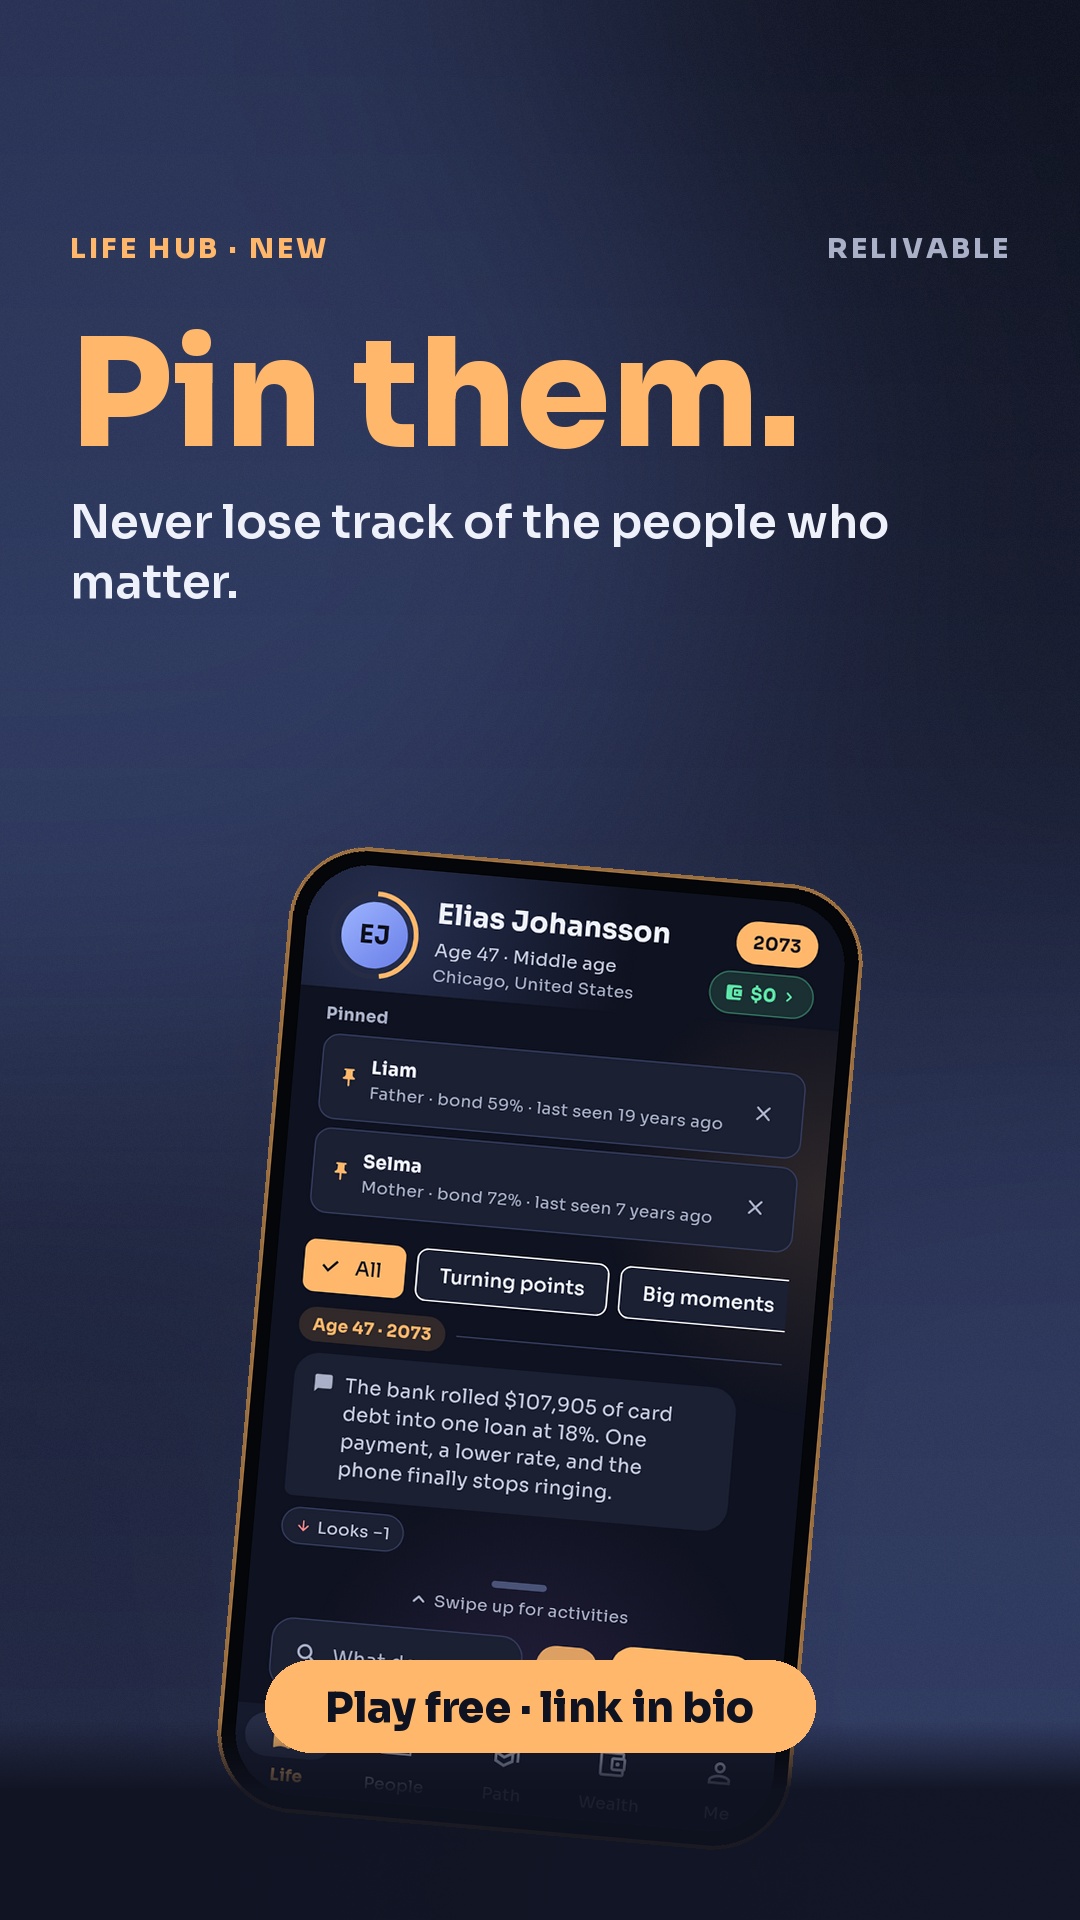 LIFE HUB · NEW
RELIVABLE
Pin them.
Never lose track of the people who
matter.
EJ
Elias Johansson
2073
Age 47 · Middle age
Chicago, United States
$0 ›
Pinned
Liam
Father · bond 59% · last seen 19 years ago
Selma
Mother · bond 72% · last seen 7 years ago
All
Turning points
Big moments
Age 47 · 2073
The bank rolled $107,905 of card
debt into one loan at 18%. One
payment, a lower rate, and the
phone finally stops ringing.
Looks −1
Swipe up for activities
What
Play free · link in bio
Life
People
Path
Wealth
Me